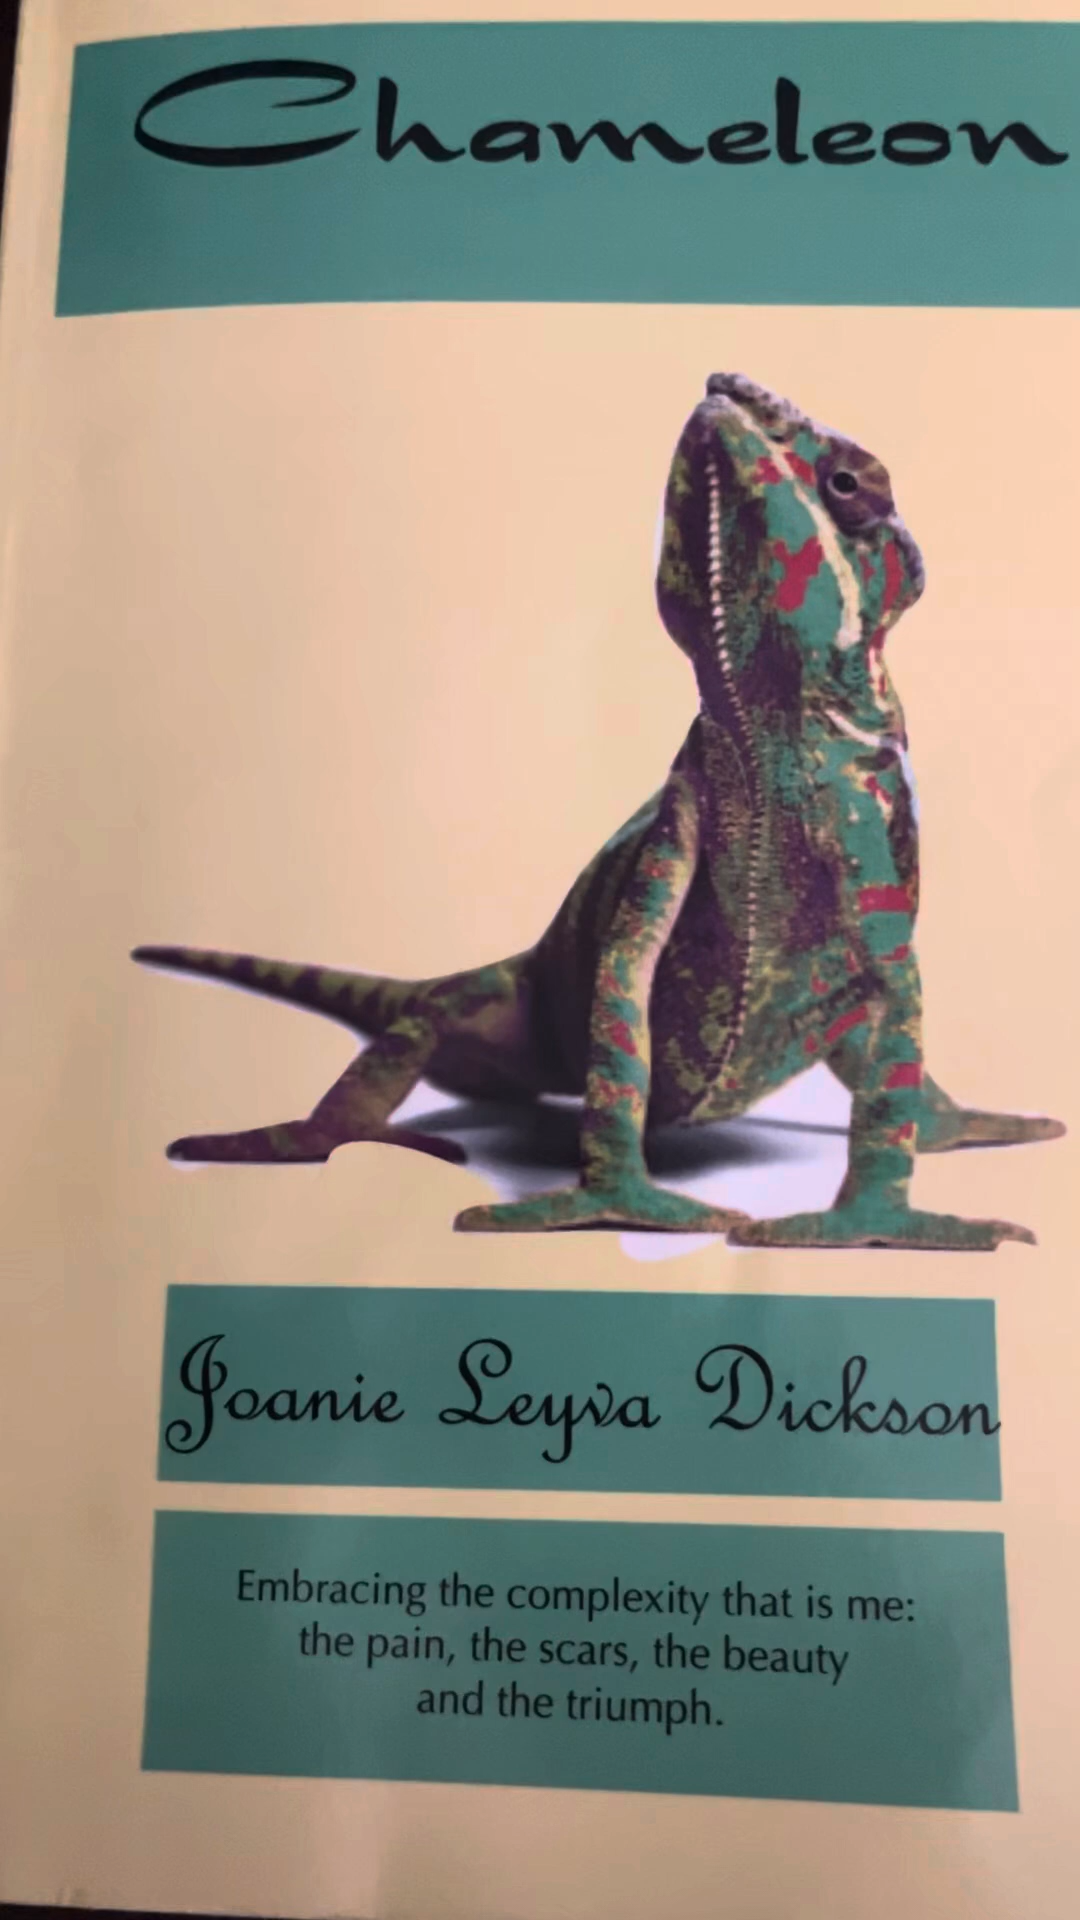 Chameleon
Joanie Leyva Dickson
Embracing the complexity that is me:
the pain, the scars, the beauty
and the triumph.